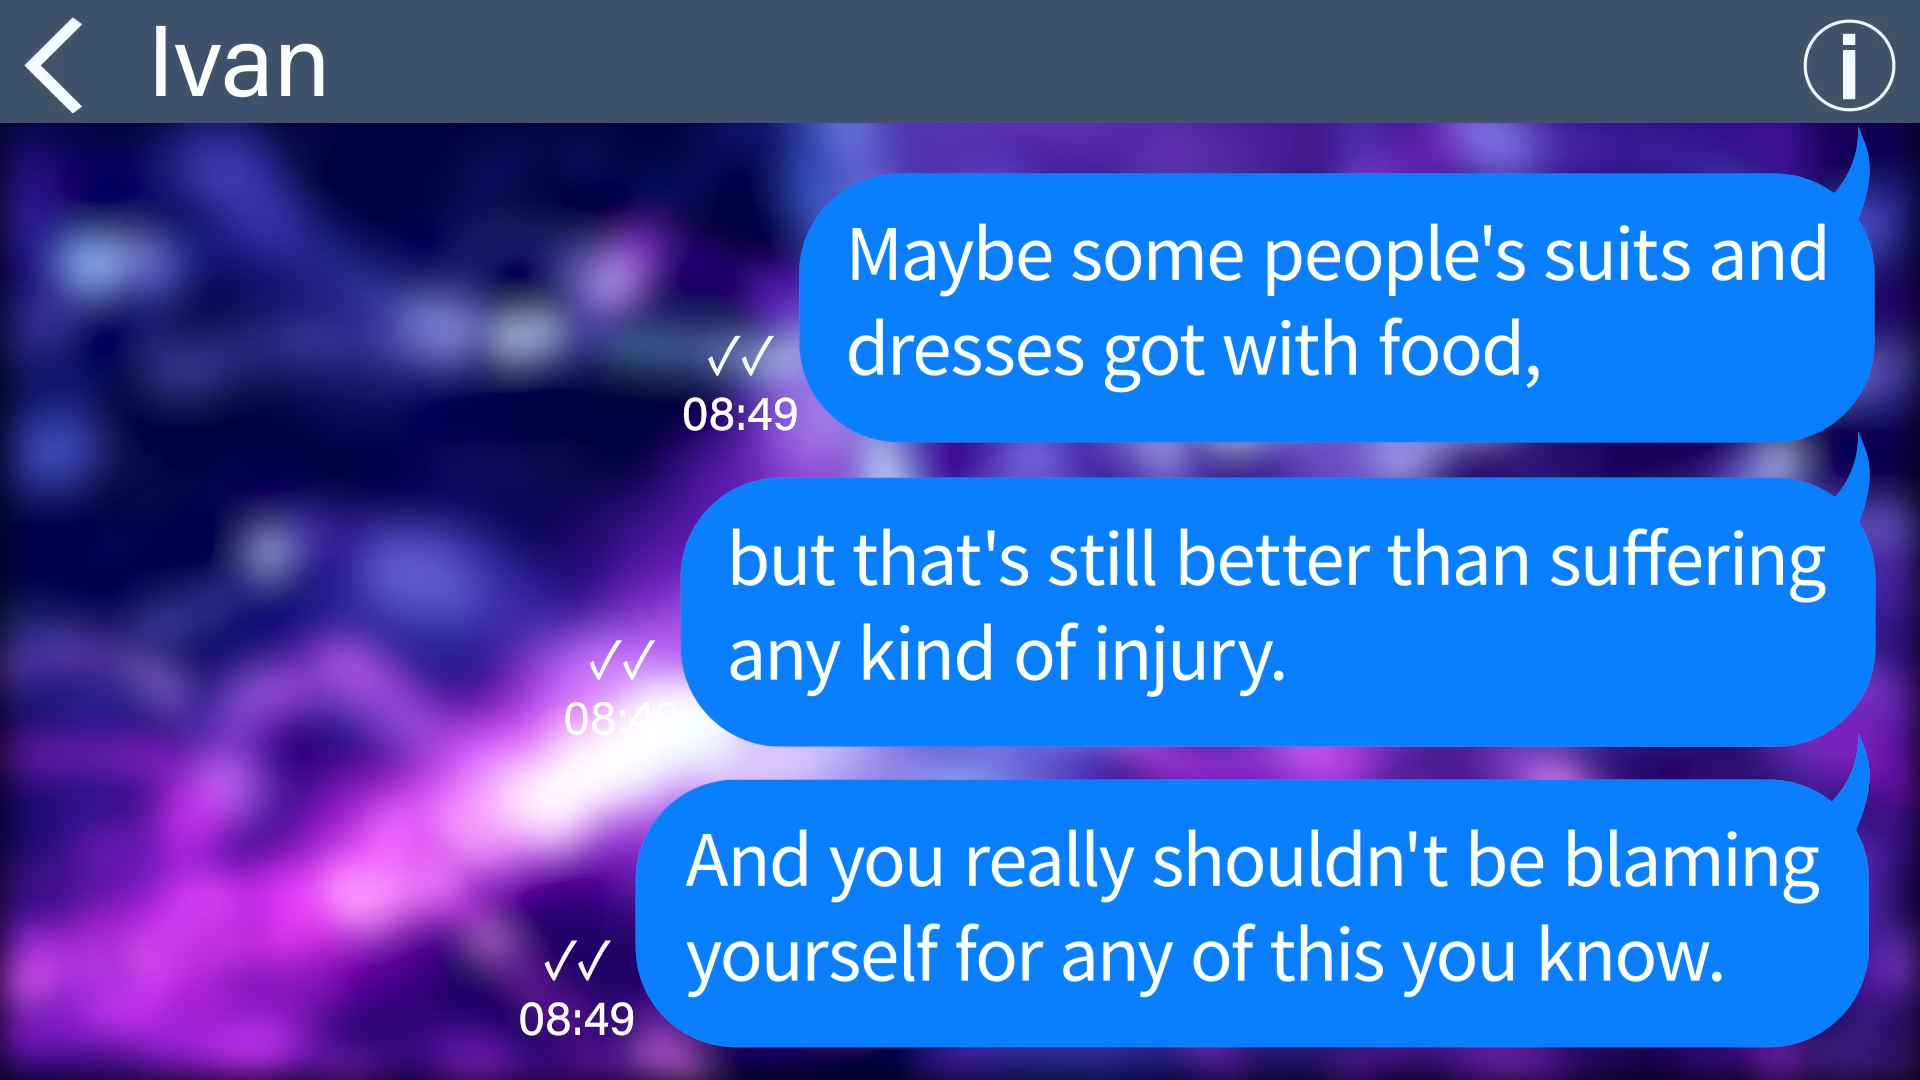 Ivan
Maybe some people's suits and
dresses got with food,
08:49
but that's still better than suffering
any kind of injury.
08:49
And you really shouldn't be blaming
yourself for any of this you know.
08:49